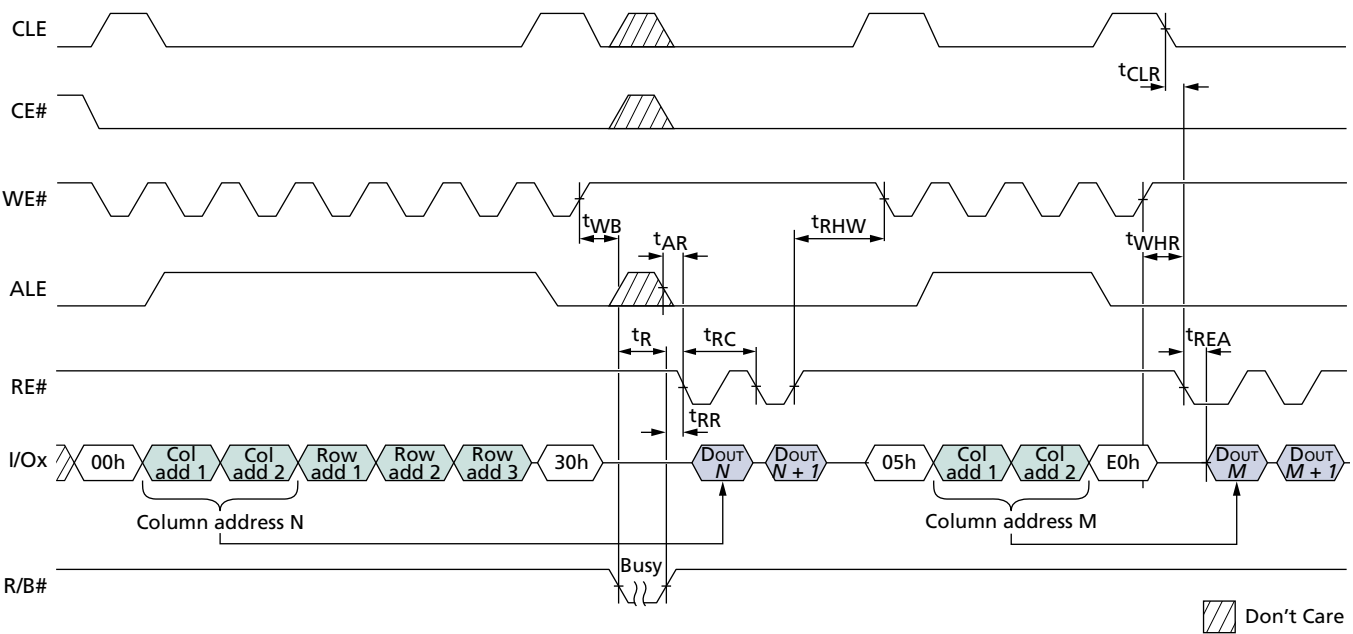 CLE
tCLR
CE#
WE#
tWB
tAR
tRHW
tWHR
ALE
tR
tRC
tREA
RE#
tRR
I/Ox
00h
Col
add 1
Col
add 2
Row
add 1
Row
add 2
Row
add 3
30h
DOUT
N
DOUT
N + 1
05h
Col
add 1
Col
add 2
E0h
DOUT
M
DOUT
M + 1
Column address N
Column address M
Busy
R/B#
Don't Care